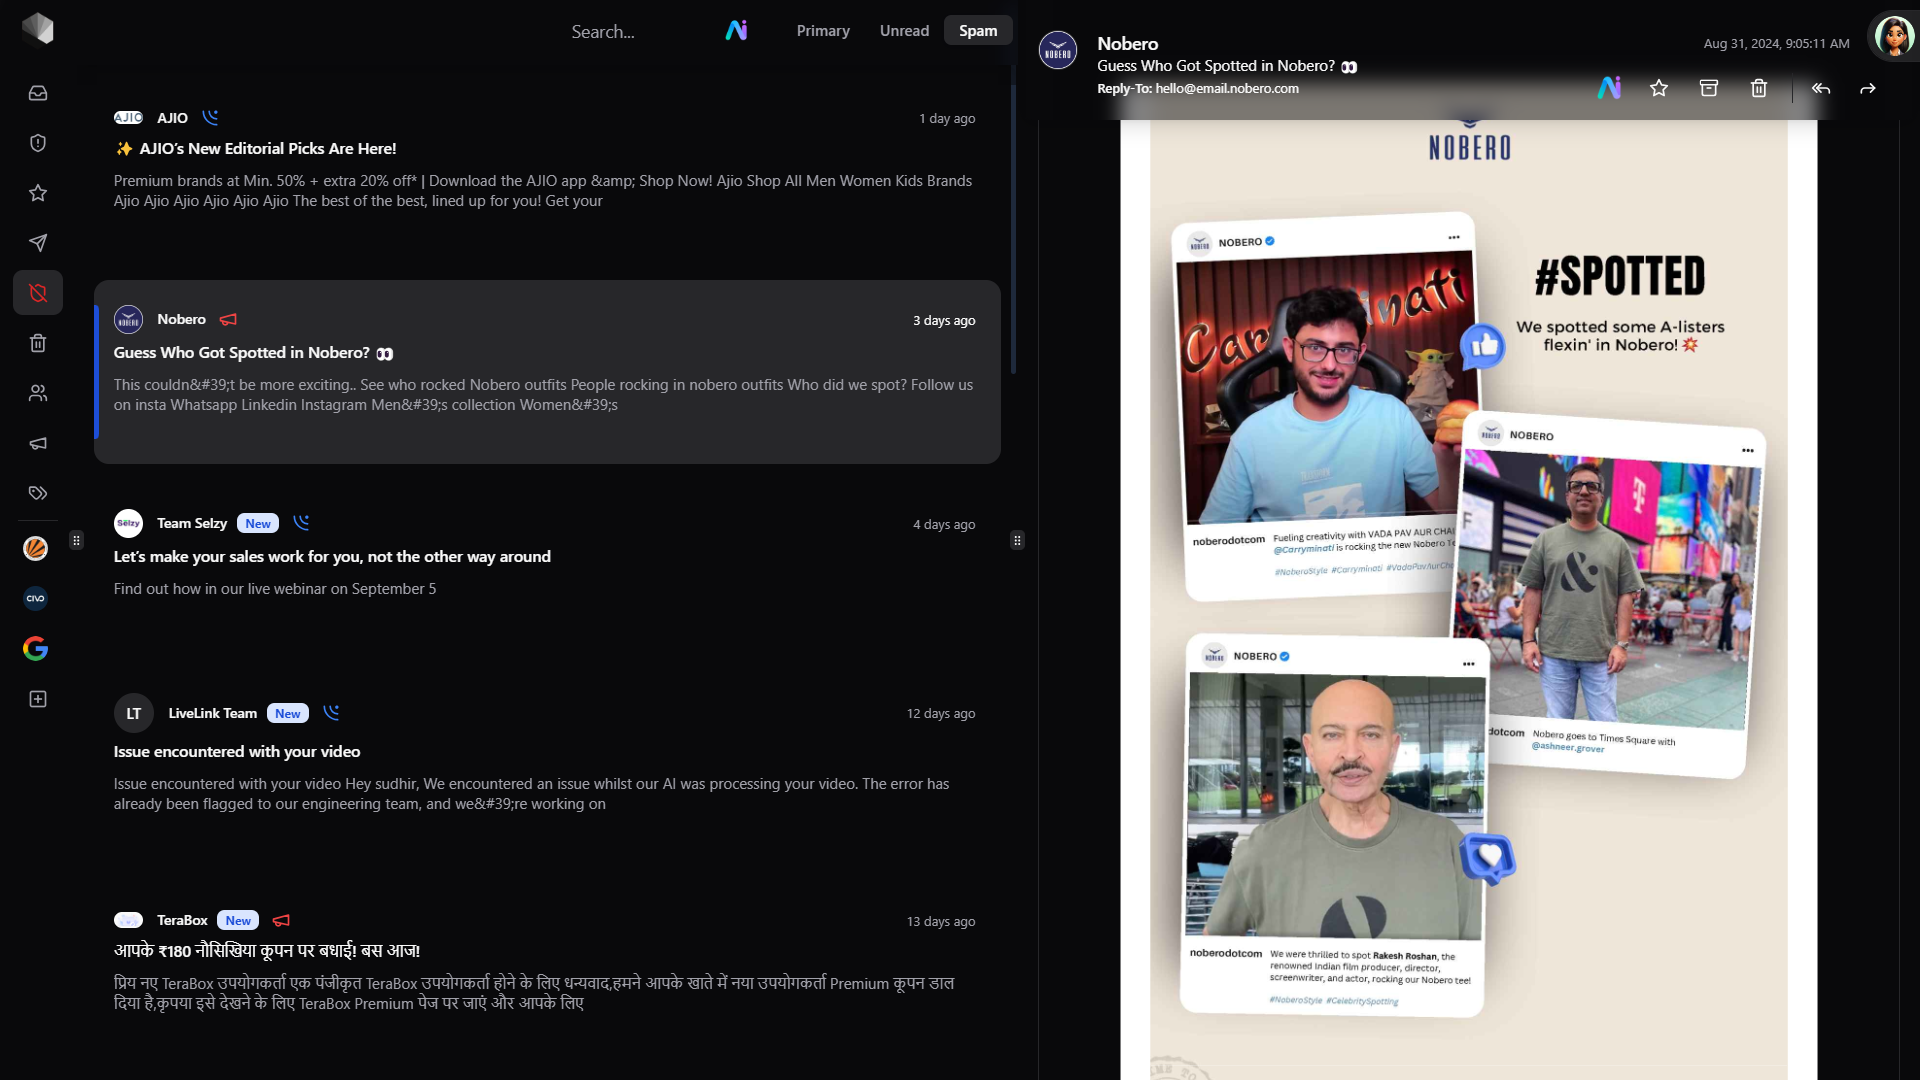 Search...
Primary
Unread
Spam
AJIO
AJIO
1 day ago
✨ AJIO's New Editorial Picks Are Here!
Premium brands at Min. 50% + extra 20% off* | Download the AJIO app &amp; Shop Now! Ajio Shop All Men Women Kids Brands
Ajio Ajio Ajio Ajio Ajio Ajio The best of the best, lined up for you! Get your
NOBERO
Nobero
3 days ago
Guess Who Got Spotted in Nobero? 👀
This couldn&#39;t be more exciting.. See who rocked Nobero outfits People rocking in nobero outfits Who did we spot? Follow us
on insta Whatsapp Linkedin Instagram Men&#39;s collection Women&#39;s
Selzy
Team Selzy
New
4 days ago
Let's make your sales work for you, not the other way around
Find out how in our live webinar on September 5
LT
LiveLink Team
New
12 days ago
Issue encountered with your video
Issue encountered with your video Hey sudhir, We encountered an issue whilst our AI was processing your video. The error has
already been flagged to our engineering team, and we&#39;re working on
TeraBox
New
13 days ago
आपके ₹180 नौसिखिया कूपन पर बधाई! बस आज!
प्रिय नए TeraBox उपयोगकर्ता एक पंजीकृत TeraBox उपयोगकर्ता होने के लिए धन्यवाद,हमने आपके खाते में नया उपयोगकर्ता Premium कूपन डाल
दिया है,कृपया इसे देखने के लिए TeraBox Premium पेज पर जाएं और आपके लिए
CIVO
NOBERO
Nobero
Aug 31, 2024, 9:05:11 AM
Guess Who Got Spotted in Nobero? 👀
Reply-To: hello@email.nobero.com
NOBERO
NOBERO
NOBERO
Carr
inati
#SPOTTED
We spotted some A-listers
flexin' in Nobero! 💥
noberodotcom
Fueling creativity with VADA PAV AUR CHAI
@Carryminati is rocking the new Nobero Te
#NoberoStyle #Carryminati #VadaPavAurCha
NOBERO
NOBERO
T
&
dotcom
Nobero goes to Times Square with
@ashneer.grover
NOBERO
NOBERO
noberodotcom
We were thrilled to spot Rakesh Roshan, the
renowned Indian film producer, director,
screenwriter, and actor, rocking our Nobero tee!
#NoberoStyle #CelebritySpotting